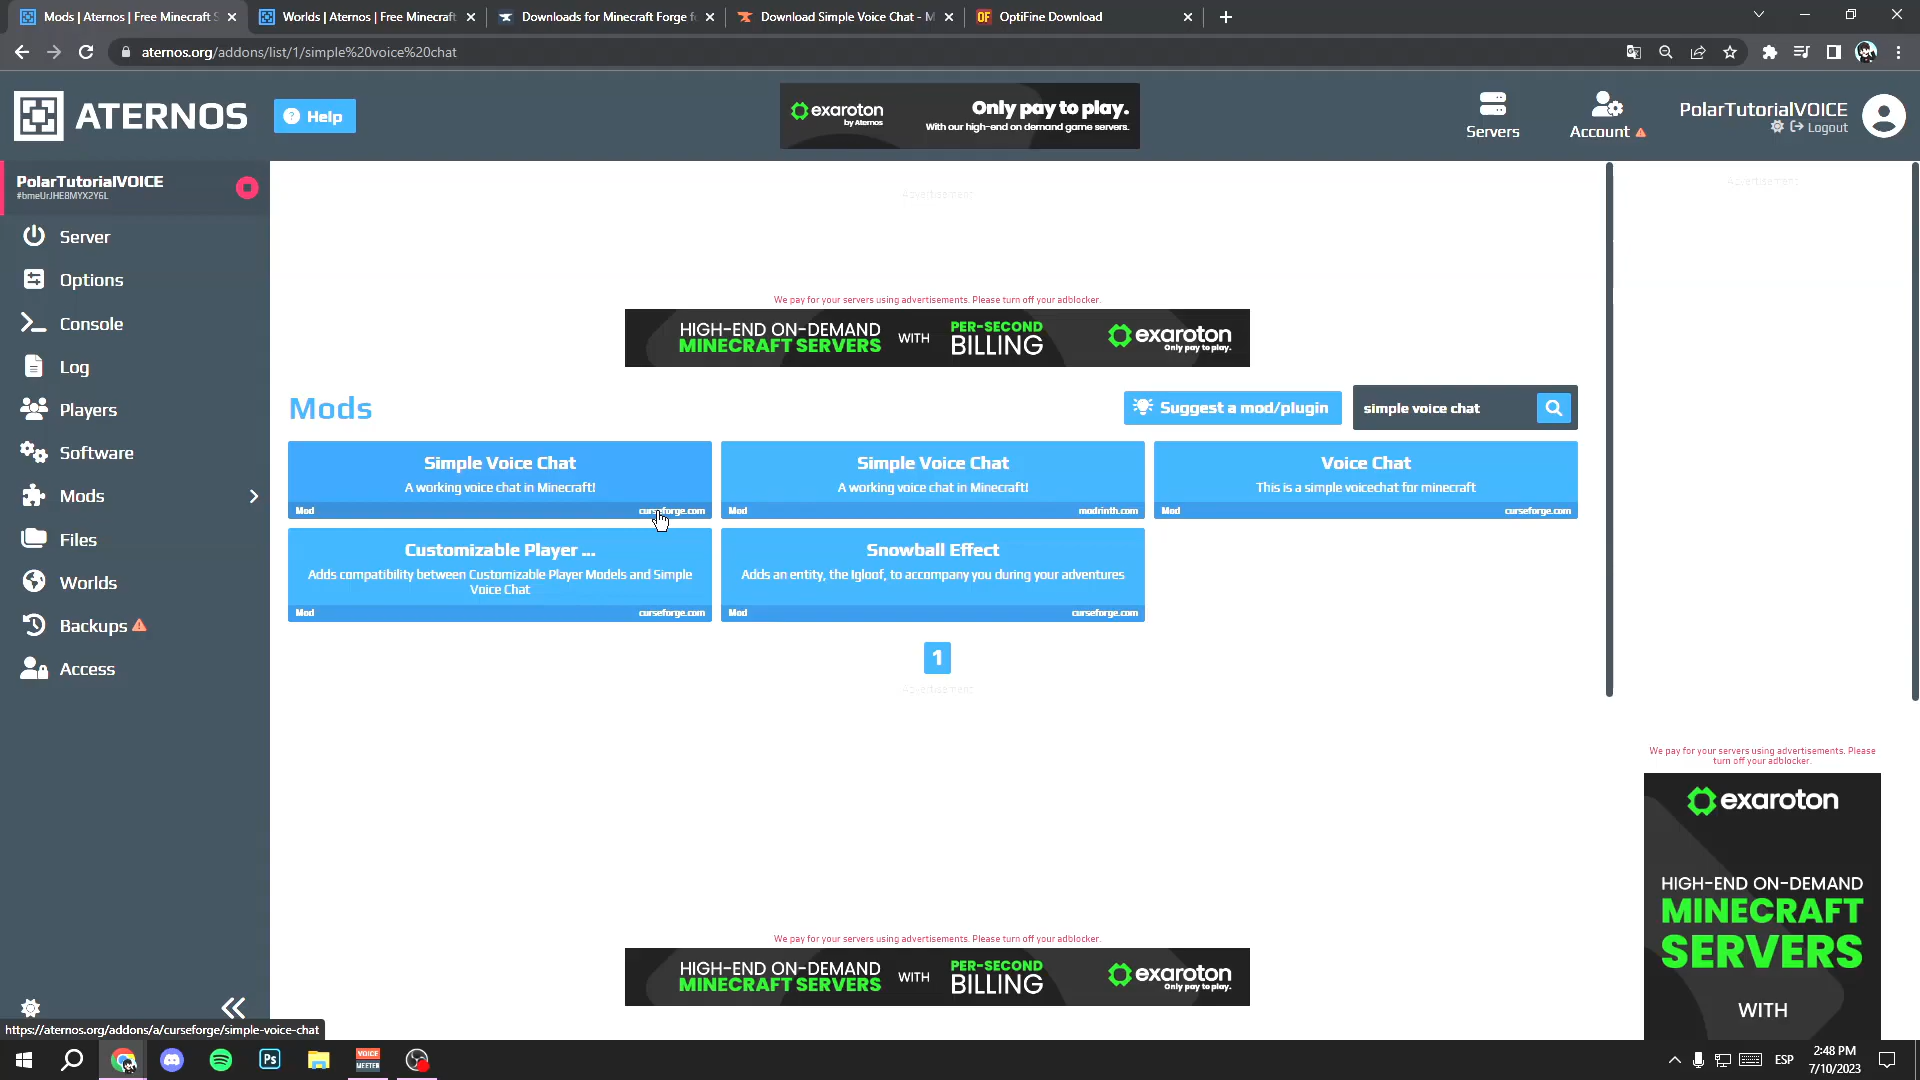 Mods | Aternos | Free Minecraft S
Worlds | Aternos | Free Minecraft
Downloads for Minecraft Forge f
Download Simple Voice Chat - M
OptiFine Download
aternos.org/addons/list/1/simple%20voice%20chat
ATERNOS
Help
exaroton
by Aternos
Only pay to play.
With our high-end on demand game servers.
Servers
Account
PolarTutorialVOICE
Logout
PolarTutorialVOICE
#bmeUrJHE8MYX2Y6L
Server
Options
Console
Log
Players
Software
Mods
Files
Worlds
Backups
Access
Advertisement
Advertisement
We pay for your servers using advertisements. Please turn off your adblocker.
HIGH-END ON-DEMAND
MINECRAFT SERVERS
WITH
PER-SECOND
BILLING
exaroton
Only pay to play.
Mods
Suggest a mod/plugin
simple voice chat
Simple Voice Chat
A working voice chat in Minecraft!
Mod
curseforge.com
Simple Voice Chat
A working voice chat in Minecraft!
Mod
modrinth.com
Voice Chat
This is a simple voicechat for minecraft
Mod
curseforge.com
Customizable Player ...
Adds compatibility between Customizable Player Models and Simple
Voice Chat
Mod
curseforge.com
Snowball Effect
Adds an entity, the Igloof, to accompany you during your adventures
Mod
curseforge.com
1
Advertisement
We pay for your servers using advertisements. Please
turn off your adblocker.
exaroton
HIGH-END ON-DEMAND
MINECRAFT
SERVERS
WITH
We pay for your servers using advertisements. Please turn off your adblocker.
HIGH-END ON-DEMAND
MINECRAFT SERVERS
WITH
PER-SECOND
BILLING
exaroton
Only pay to play.
https://aternos.org/addons/a/curseforge/simple-voice-chat
Ps
VOICE
MEETER
ESP
2:48 PM
7/10/2023